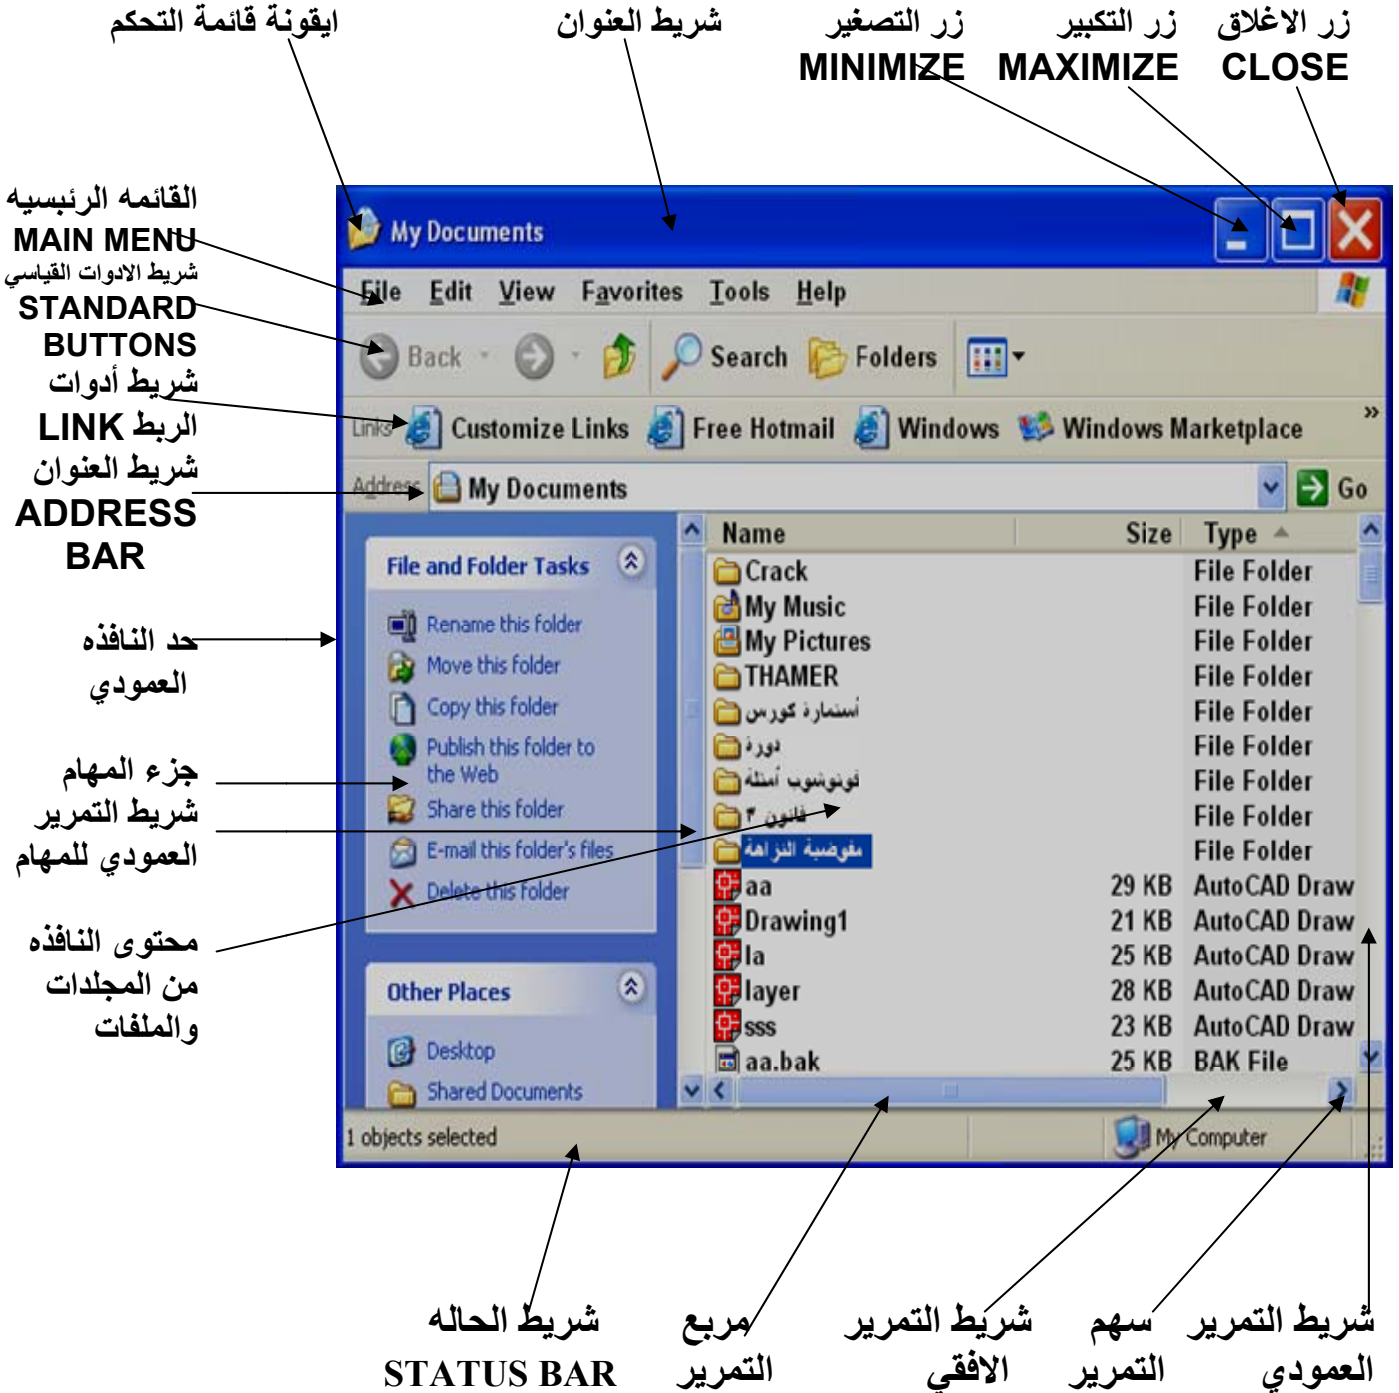 ايقونة قائمة التحكم
شريط العنوان
زر التصغير
MINIMIZE
زر التكبير
MAXIMIZE
زر الاغلاق
CLOSE
القائمه الرئبسيه
MAIN MENU
شريط الادوات القياسي
STANDARD
BUTTONS
شريط أدوات
الربط LINK
شريط العنوان
ADDRESS
BAR
حد النافذه
العمودي
جزء المهام
شريط التمرير
العمودي للمهام
محتوى النافذه
من المجلدات
والملفات
My Documents
File Edit View Favorites Tools Help
Back Search Folders
Links Customize Links Free Hotmail Windows Windows Marketplace »
Address My Documents Go
File and Folder Tasks
Rename this folder
Move this folder
Copy this folder
Publish this folder to
the Web
Share this folder
E-mail this folder's files
Delete this folder
Other Places
Desktop
Shared Documents
Name Size Type
Crack File Folder
My Music File Folder
My Pictures File Folder
THAMER File Folder
أستمارة كورس File Folder
دورة File Folder
فوتوشوب أمثلة File Folder
قانون ٣ File Folder
مفوضية النزاهة File Folder
aa 29 KB AutoCAD Draw
Drawing1 21 KB AutoCAD Draw
la 25 KB AutoCAD Draw
layer 28 KB AutoCAD Draw
sss 23 KB AutoCAD Draw
aa.bak 25 KB BAK File
1 objects selected My Computer
شريط الحاله
STATUS BAR
مربع
التمرير
شريط التمرير
الافقي
سهم
التمرير
شريط التمرير
العمودي